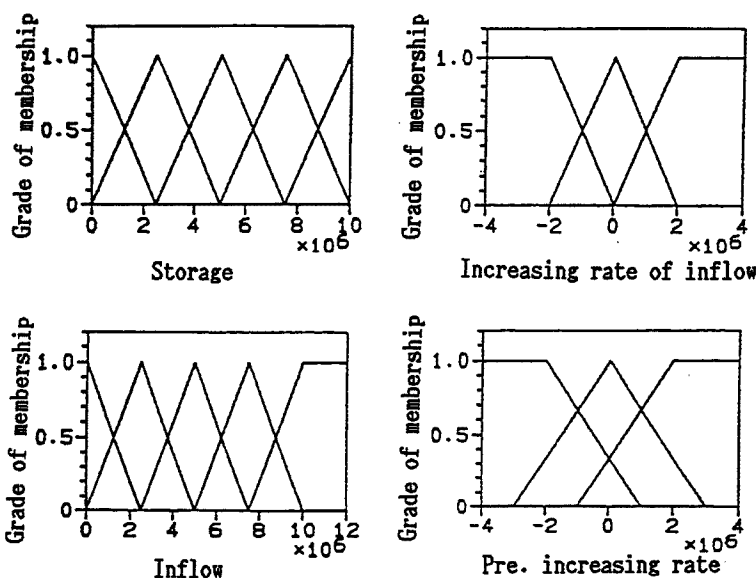 Grade of membership
1.0
0.5
0
0 2 4 6 8 10
×10⁶
Storage
Grade of membership
1.0
0.5
0
-4 -2 0 2 4
×10⁶
Increasing rate of inflow
Grade of membership
1.0
0.5
0
0 2 4 6 8 10 12
×10⁶
Inflow
Grade of membership
1.0
0.5
0
-4 -2 0 2 4
×10⁶
Pre. increasing rate